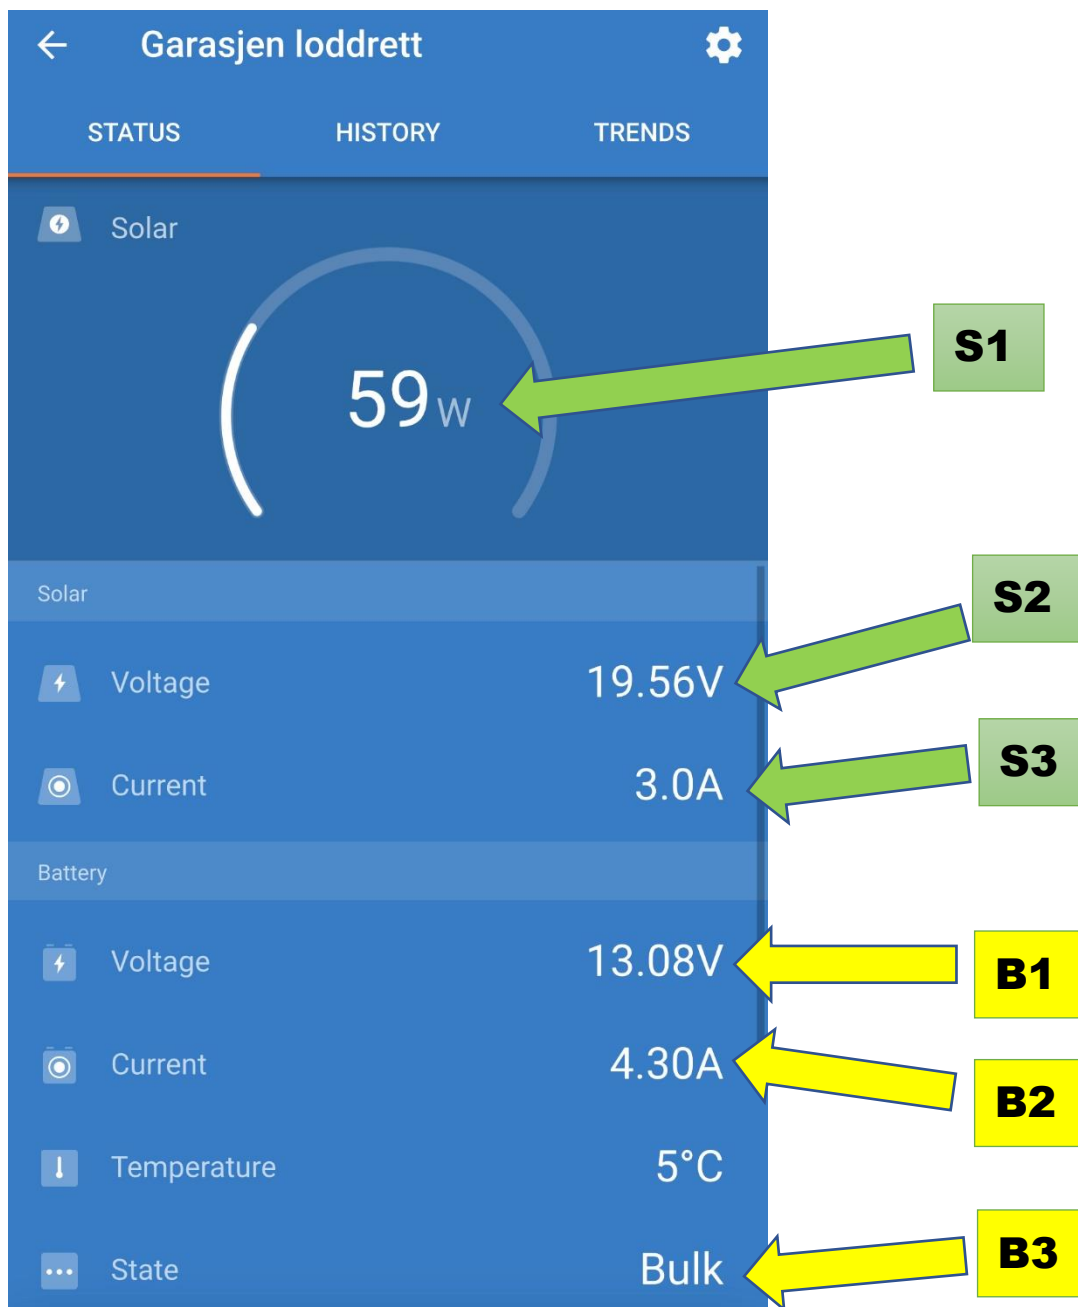 Garasjen loddrett
STATUS HISTORY TRENDS
Solar
59 W
S1
Solar
S2
Voltage 19.56V
S3
Current 3.0A
Battery
Voltage 13.08V B1
Current 4.30A B2
Temperature 5°C
State Bulk B3